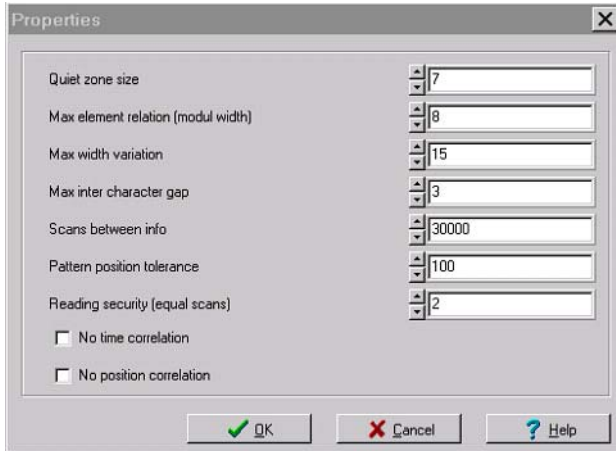 Properties
Quiet zone size 7
Max element relation (modul width) 8
Max width variation 15
Max inter character gap 3
Scans between info 30000
Pattern position tolerance 100
Reading security (equal scans) 2
No time correlation
No position correlation
OK Cancel Help